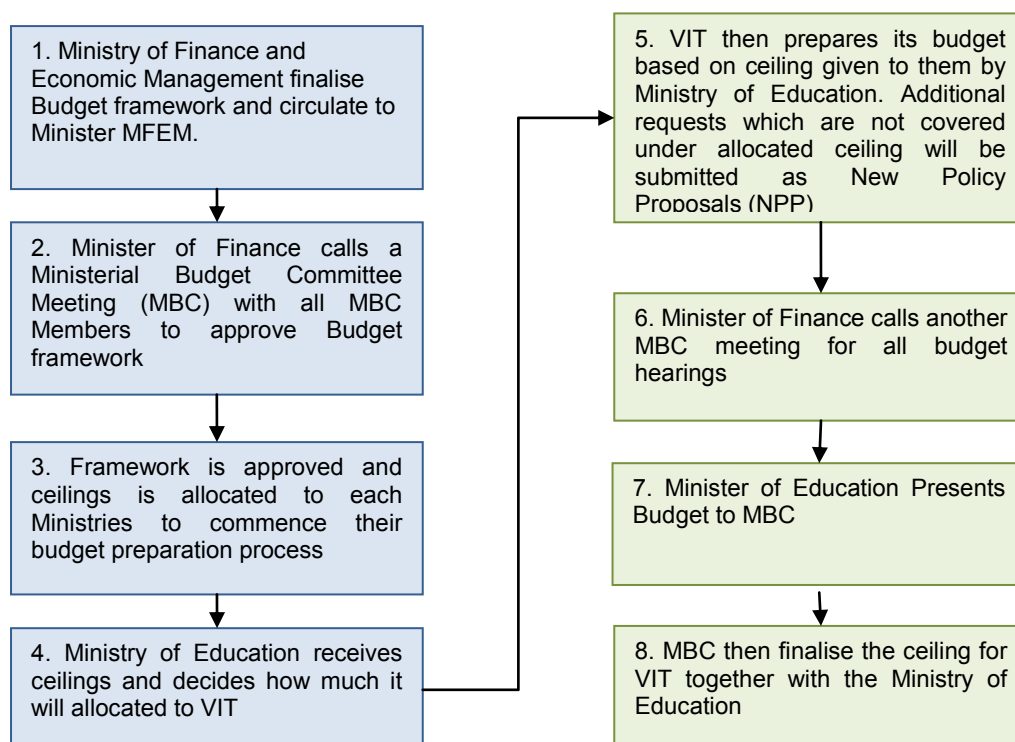 1. Ministry of Finance and
Economic Management finalise
Budget framework and circulate to
Minister MFEM.
2. Minister of Finance calls a
Ministerial Budget Committee
Meeting (MBC) with all MBC
Members to approve Budget
framework
3. Framework is approved and
ceilings is allocated to each
Ministries to commence their
budget preparation process
4. Ministry of Education receives
ceilings and decides how much it
will allocated to VIT
5. VIT then prepares its budget
based on ceiling given to them by
Ministry of Education. Additional
requests which are not covered
under allocated ceiling will be
submitted as New Policy
Proposals (NPP)
6. Minister of Finance calls another
MBC meeting for all budget
hearings
7. Minister of Education Presents
Budget to MBC
8. MBC then finalise the ceiling for
VIT together with the Ministry of
Education